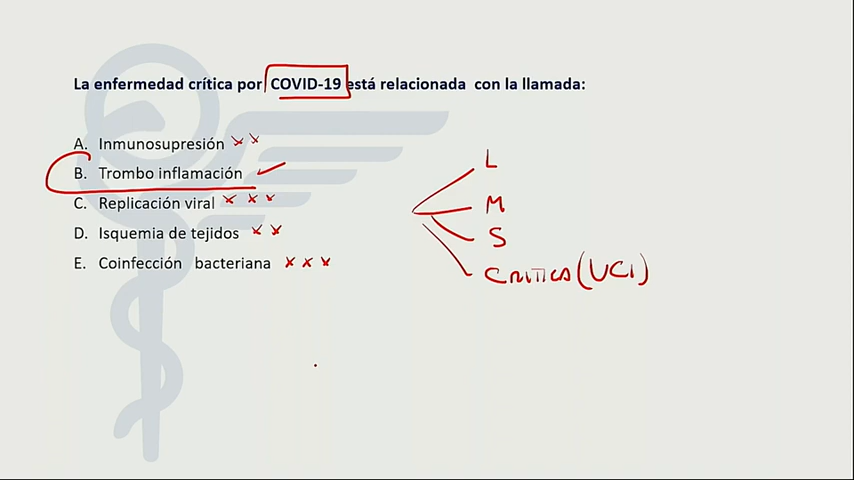 La enfermedad crítica por COVID-19 está relacionada con la llamada:
A. Inmunosupresión
B. Trombo inflamación
C. Replicación viral
D. Isquemia de tejidos
E. Coinfección bacteriana
L
M
S
CRITICA (UCI)